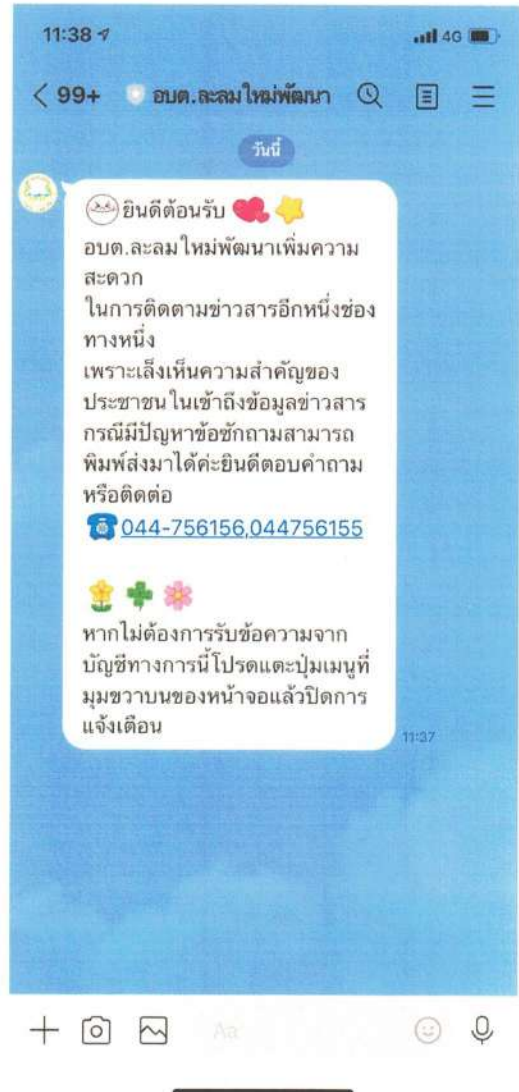 11:38
4G
99+
อบต.ละลมใหม่พัฒนา
วันนี้
ยินดีต้อนรับ
อบต.ละลมใหม่พัฒนาเพิ่มความ
สะดวก
ในการติดตามข่าวสารอีกหนึ่งช่อง
ทางหนึ่ง
เพราะเล็งเห็นความสำคัญของ
ประชาชนในเข้าถึงข้อมูลข่าวสาร
กรณีมีปัญหาข้อซักถามสามารถ
พิมพ์ส่งมาได้ค่ะยินดีตอบคำถาม
หรือติดต่อ
044-756156,044756155
หากไม่ต้องการรับข้อความจาก
บัญชีทางการนี้โปรดแตะปุ่มเมนูที่
มุมขวาบนของหน้าจอแล้วปิดการ
แจ้งเตือน
11:37
Aa